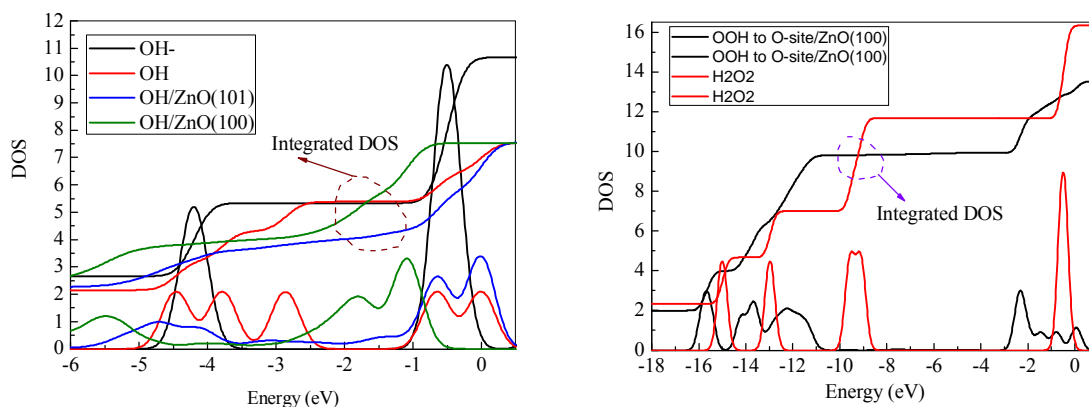 12
11
10
9
8
7
6
5
4
3
2
1
0
DOS
OH-
OH
OH/ZnO(101)
OH/ZnO(100)
Integrated DOS
-6 -5 -4 -3 -2 -1 0
Energy (eV)
16
14
12
10
8
6
4
2
0
DOS
OOH to O-site/ZnO(100)
OOH to O-site/ZnO(100)
H2O2
H2O2
Integrated DOS
-18 -16 -14 -12 -10 -8 -6 -4 -2 0
Energy (eV)